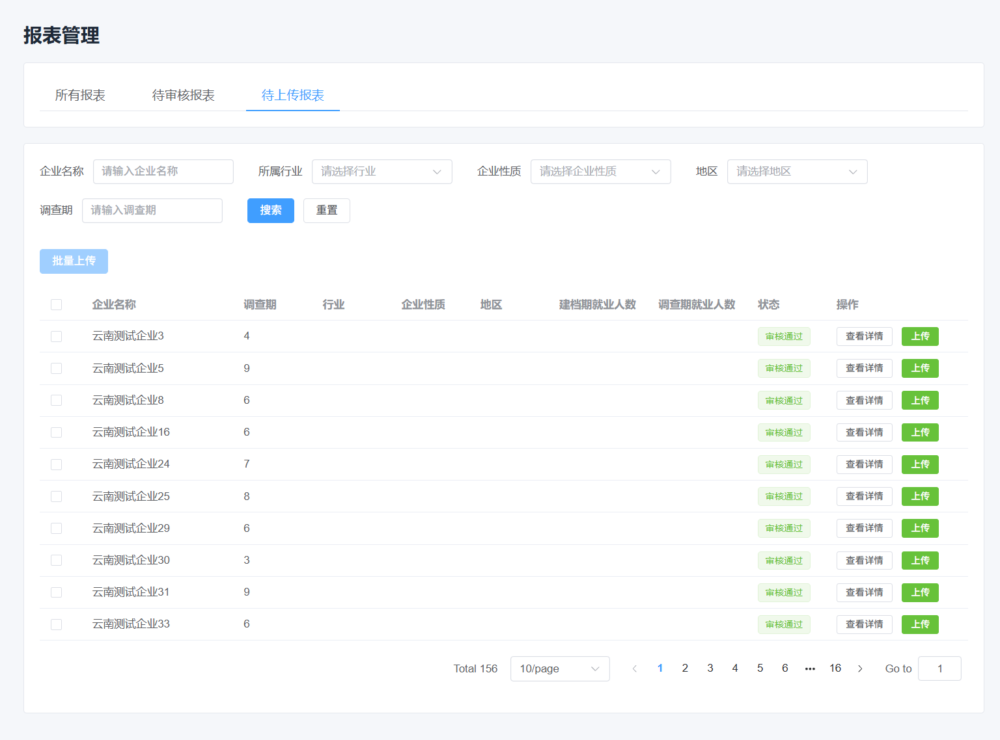 报表管理
所有报表 待审核报表 待上传报表
企业名称 请输入企业名称 所属行业 请选择行业 企业性质 请选择企业性质 地区 请选择地区
调查期 请输入调查期 搜索 重置
批量上传
企业名称 调查期 行业 企业性质 地区 建档期就业人数 调查期就业人数 状态 操作
云南测试企业3 4 审核通过 查看详情 上传
云南测试企业5 9 审核通过 查看详情 上传
云南测试企业8 6 审核通过 查看详情 上传
云南测试企业16 6 审核通过 查看详情 上传
云南测试企业24 7 审核通过 查看详情 上传
云南测试企业25 8 审核通过 查看详情 上传
云南测试企业29 6 审核通过 查看详情 上传
云南测试企业30 3 审核通过 查看详情 上传
云南测试企业31 9 审核通过 查看详情 上传
云南测试企业33 6 审核通过 查看详情 上传
Total 156 10/page 1 2 3 4 5 6 ••• 16 Go to 1